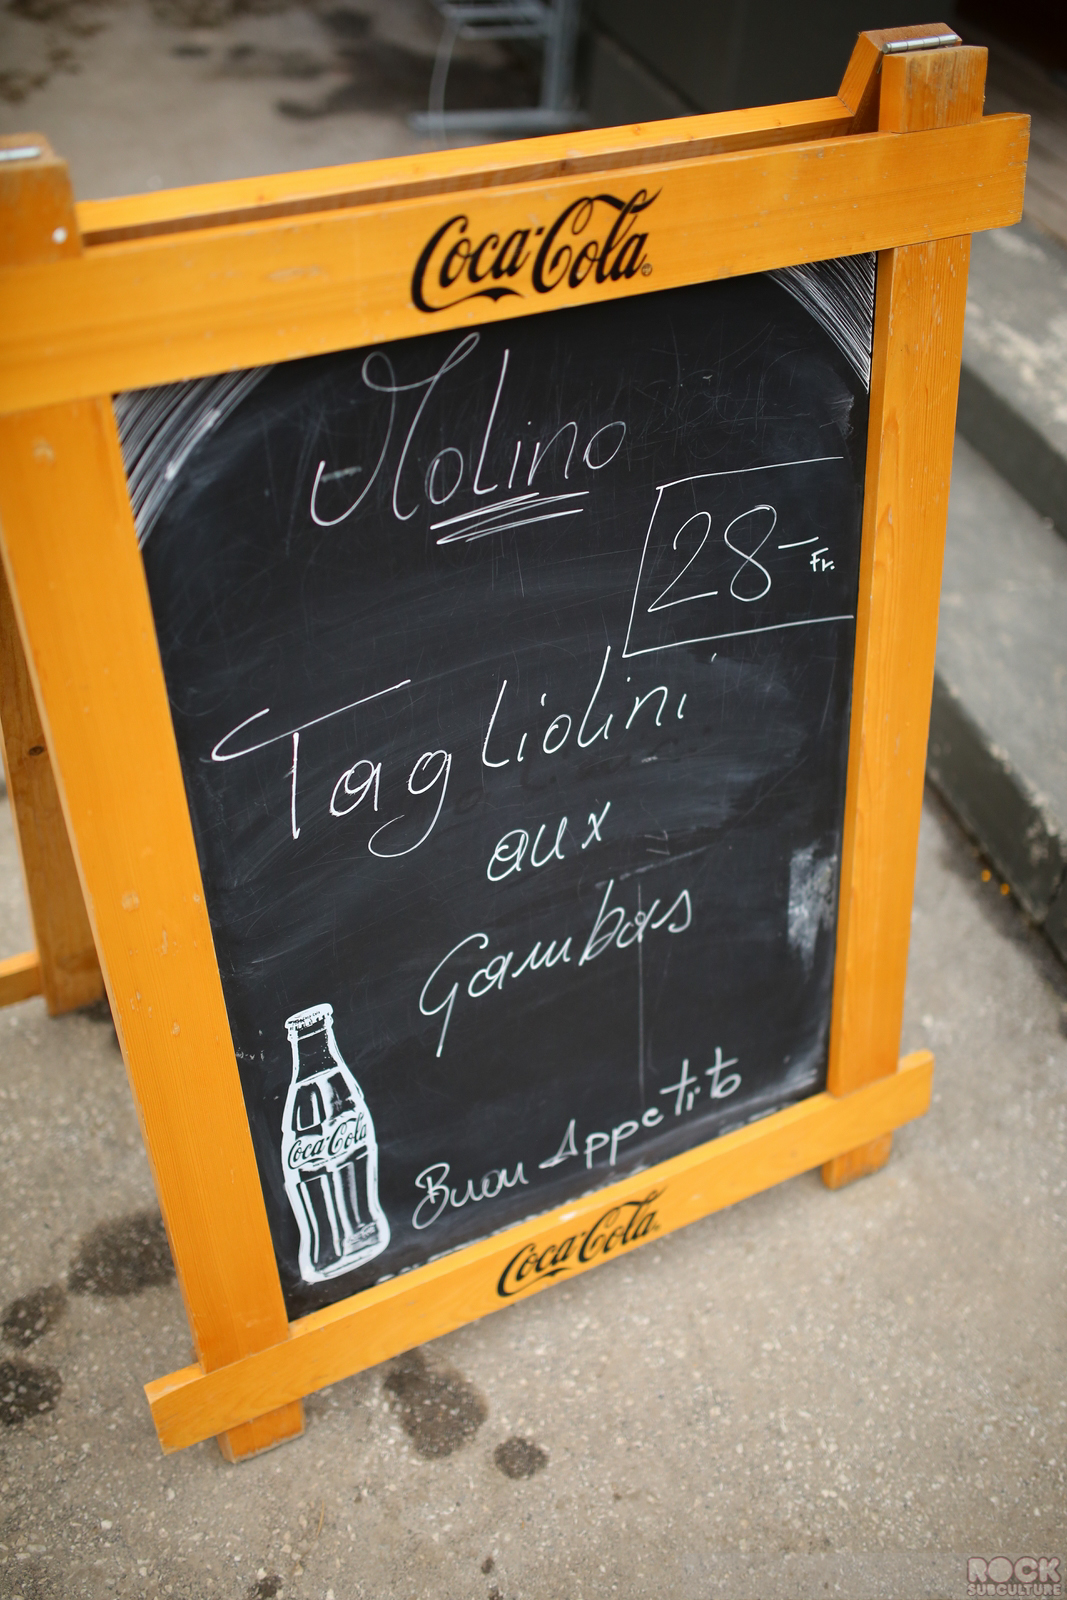 Coca-Cola
Molino
28- Fr.
Tagliolini
aux
Gambas
Coca-Cola
Buon Appetito
Coca-Cola
ROCK
SUBCULTURE